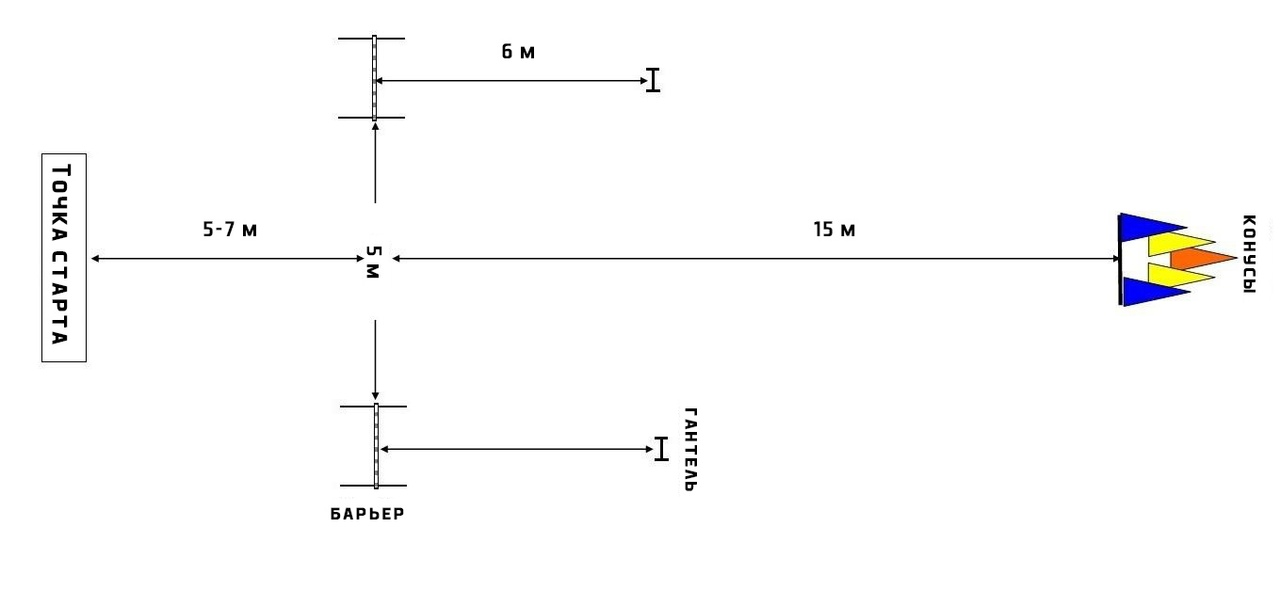 6 м
Точка старта
5-7 м
5 м
15 м
конусы
гантель
барьер